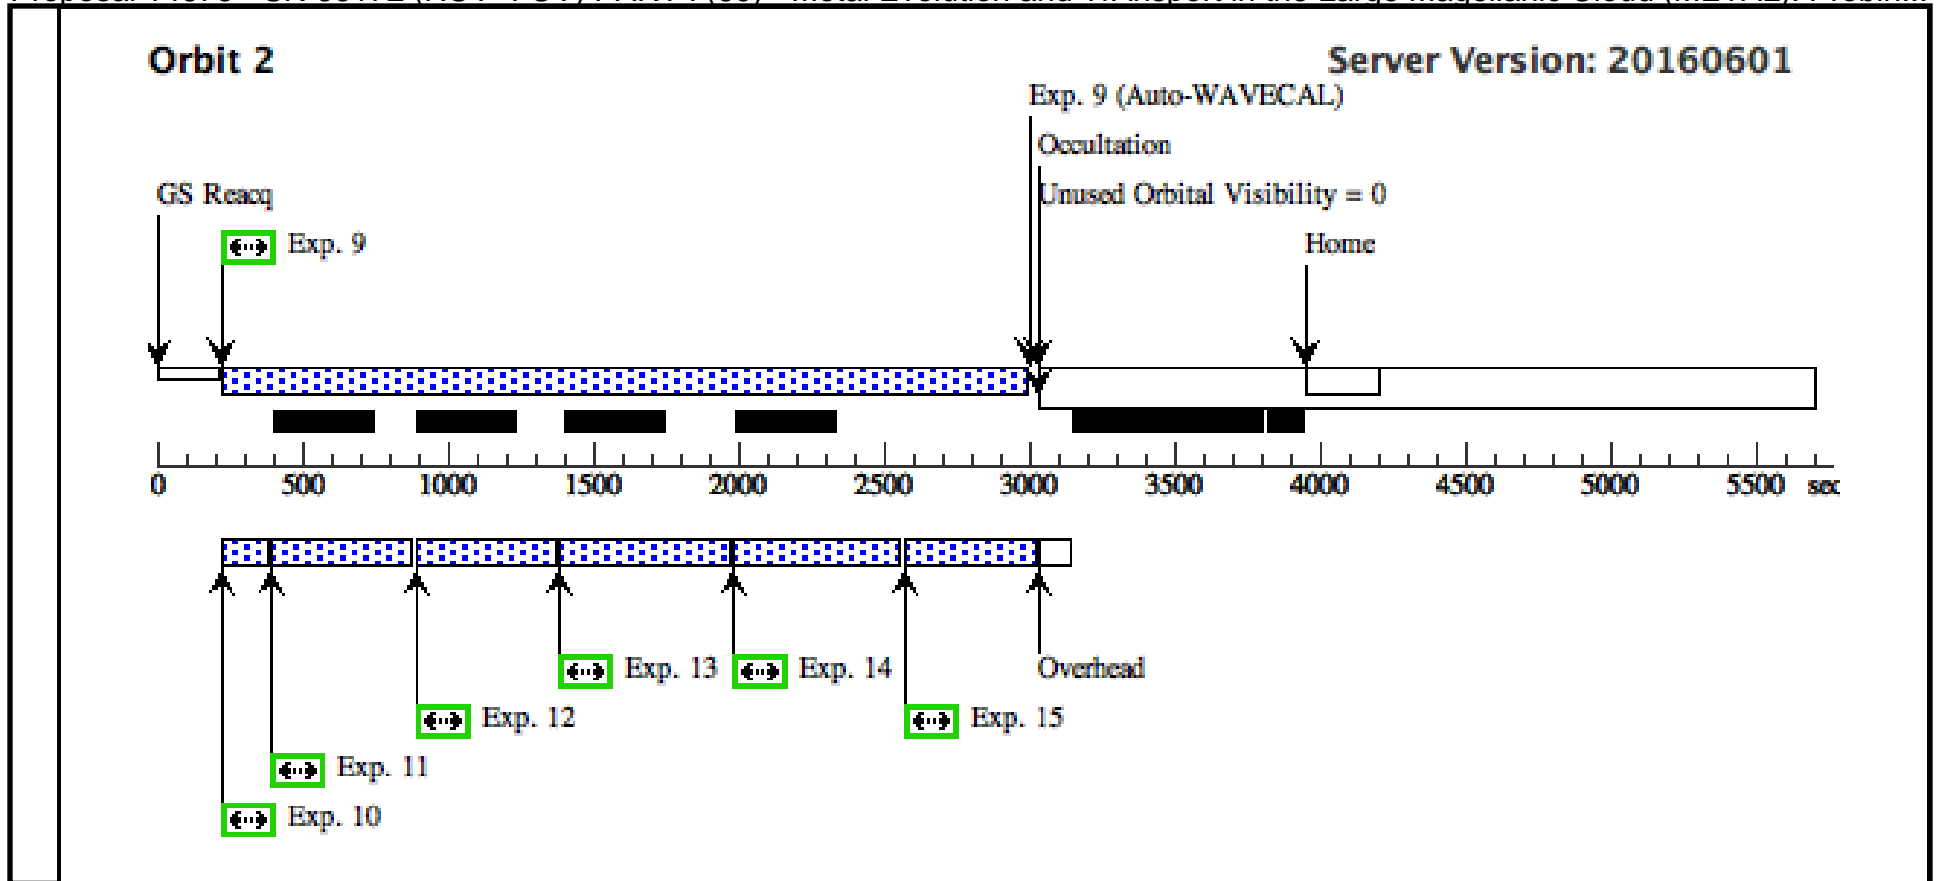 Orbit 2
Server Version: 20160601
Exp. 9 (Auto-WAVECAL)
Occultation
GS Reacq
Unused Orbital Visibility = 0
Exp. 9
Home
0 500 1000 1500 2000 2500 3000 3500 4000 4500 5000 5500 sec
Exp. 13
Exp. 14
Overhead
Exp. 12
Exp. 15
Exp. 11
Exp. 10